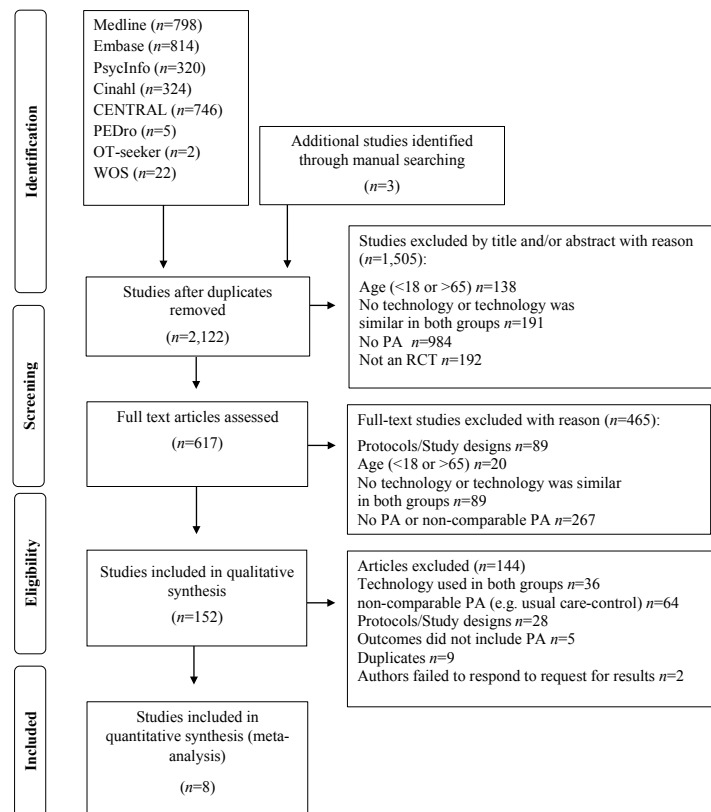 Identification
Medline (n=798)
Embase (n=814)
PsycInfo (n=320)
Cinahl (n=324)
CENTRAL (n=746)
PEDro (n=5)
OT-seeker (n=2)
WOS (n=22)
Additional studies identified
through manual searching
(n=3)
Studies after duplicates
removed
(n=2,122)
Studies excluded by title and/or abstract with reason
(n=1,505):
Age (<18 or >65) n=138
No technology or technology was
similar in both groups n=191
No PA n=984
Not an RCT n=192
Screening
Full text articles assessed
(n=617)
Full-text studies excluded with reason (n=465):
Protocols/Study designs n=89
Age (<18 or >65) n=20
No technology or technology was similar
in both groups n=89
No PA or non-comparable PA n=267
Eligibility
Studies included in qualitative
synthesis
(n=152)
Articles excluded (n=144)
Technology used in both groups n=36
non-comparable PA (e.g. usual care-control) n=64
Protocols/Study designs n=28
Outcomes did not include PA n=5
Duplicates n=9
Authors failed to respond to request for results n=2
Included
Studies included in
quantitative synthesis (meta-
analysis)
(n=8)